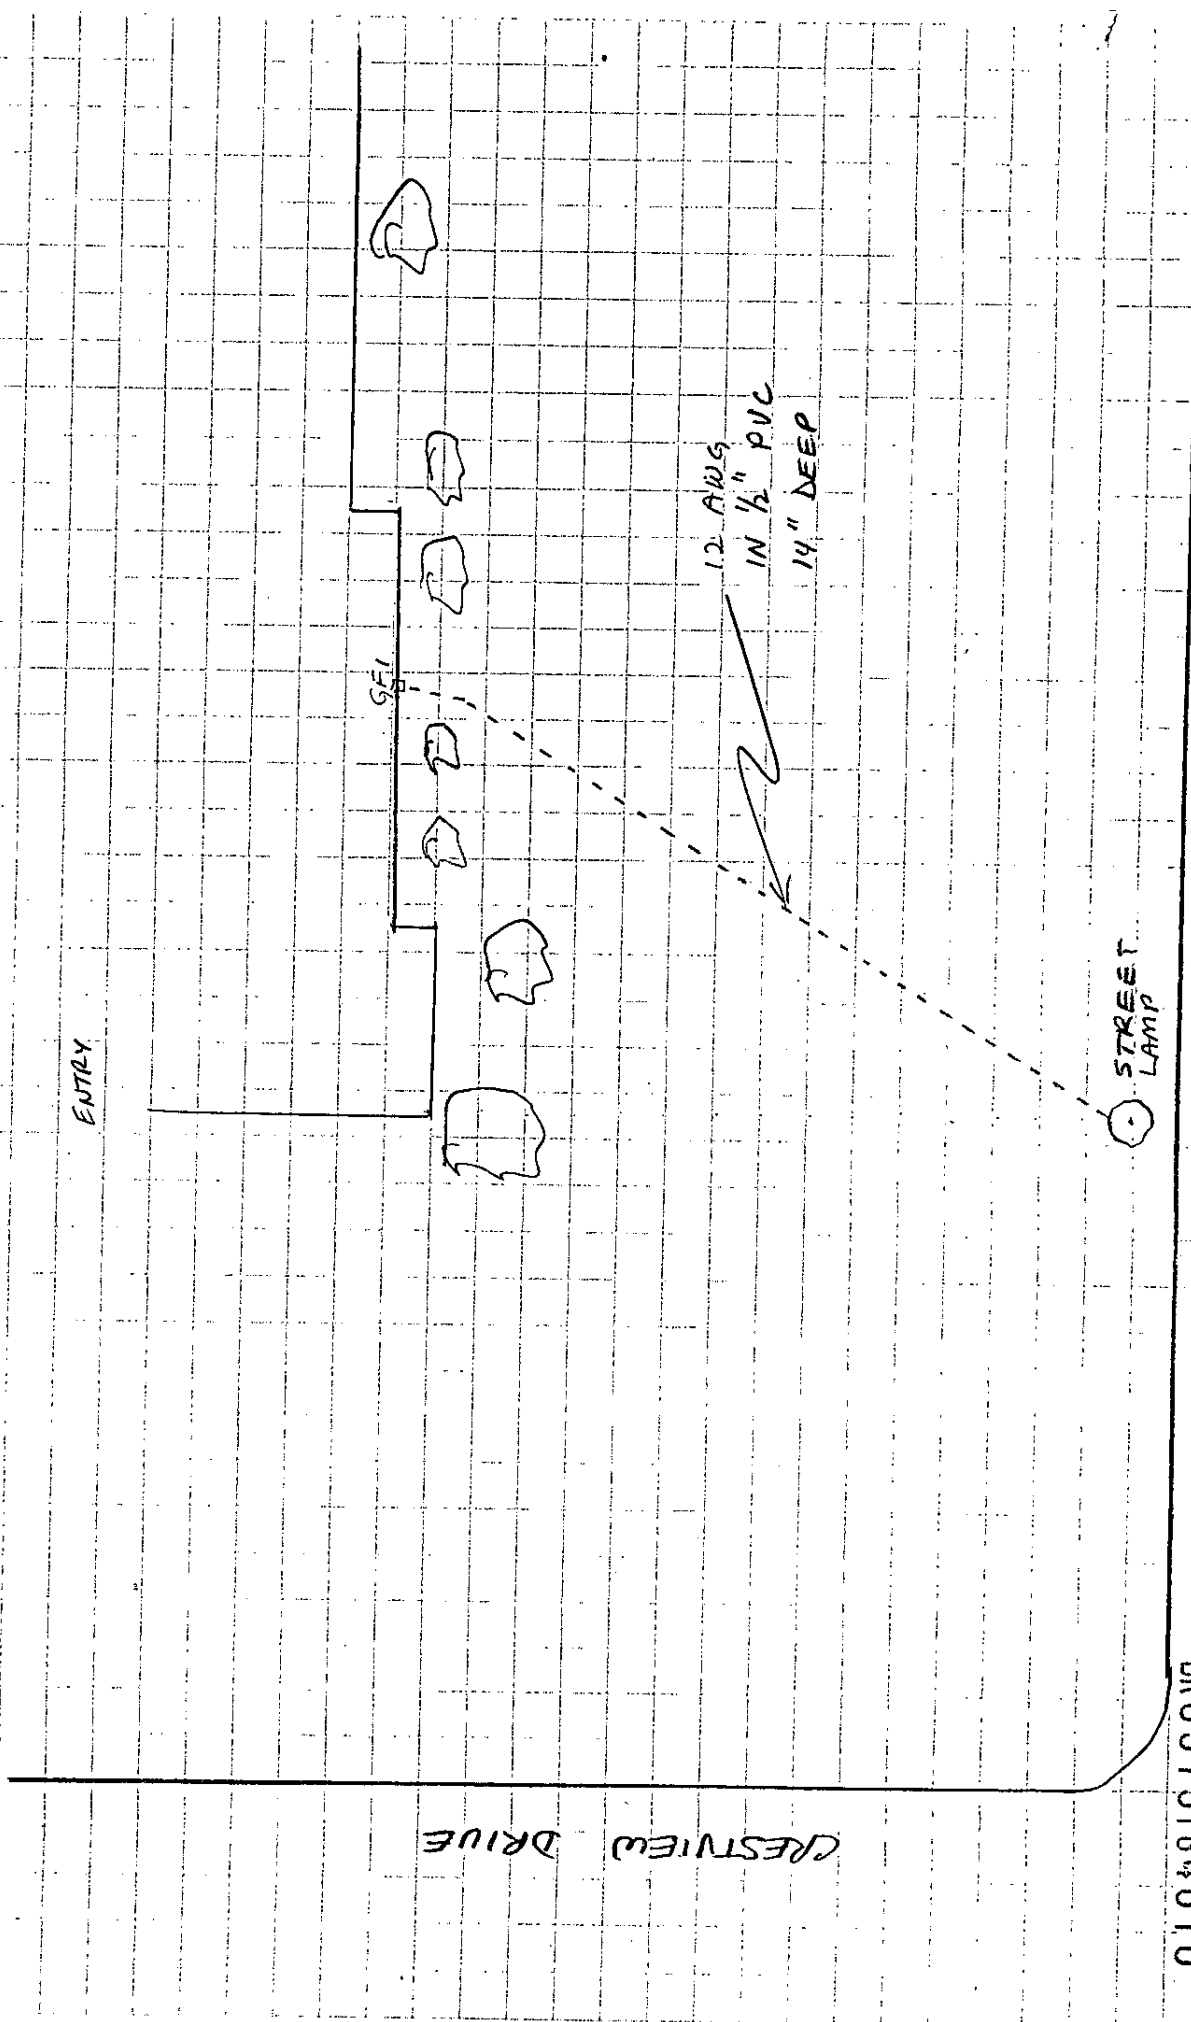 ENTRY
GFI
12 AWG
IN 1/2" PVC
14" DEEP
STREET
LAMP
CRESTVIEW DRIVE